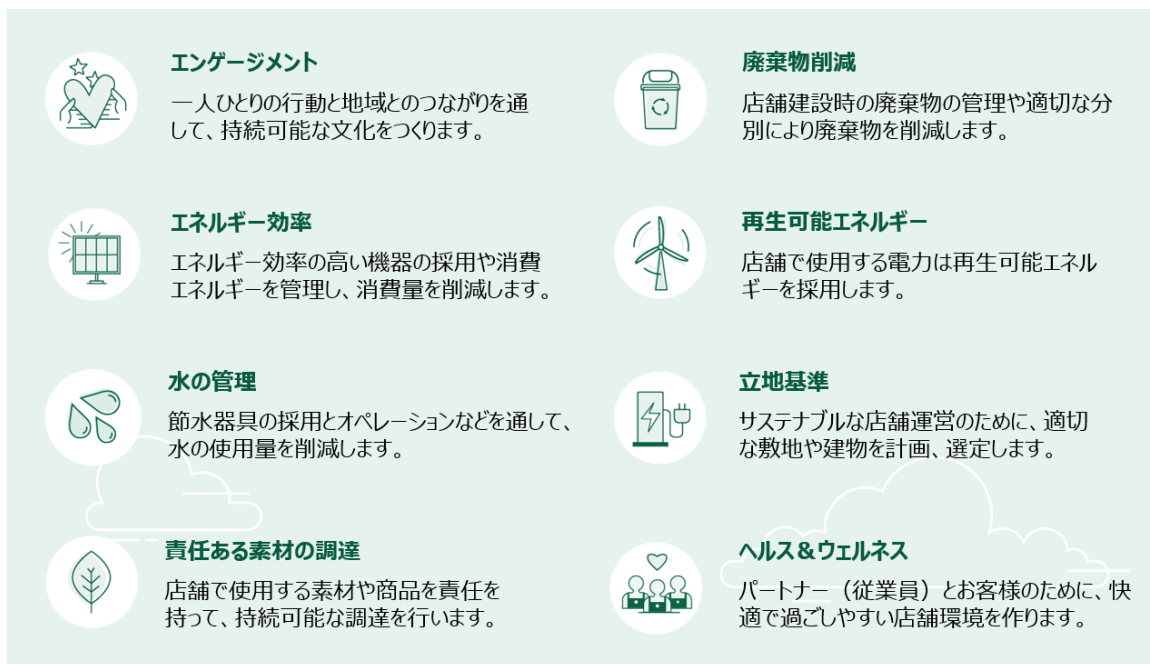 エンゲージメント
一人ひとりの行動と地域とのつながりを通
して、持続可能な文化をつくります。
廃棄物削減
店舗建設時の廃棄物の管理や適切な分
別により廃棄物を削減します。
エネルギー効率
エネルギー効率の高い機器の採用や消費
エネルギーを管理し、消費量を削減します。
再生可能エネルギー
店舗で使用する電力は再生可能エネル
ギーを採用します。
水の管理
節水器具の採用とオペレーションなどを通して、
水の使用量を削減します。
立地基準
サステナブルな店舗運営のために、適切
な敷地や建物を計画、選定します。
責任ある素材の調達
店舗で使用する素材や商品を責任を
持って、持続可能な調達を行います。
ヘルス&ウェルネス
パートナー（従業員）とお客様のために、快
適で過ごしやすい店舗環境を作ります。